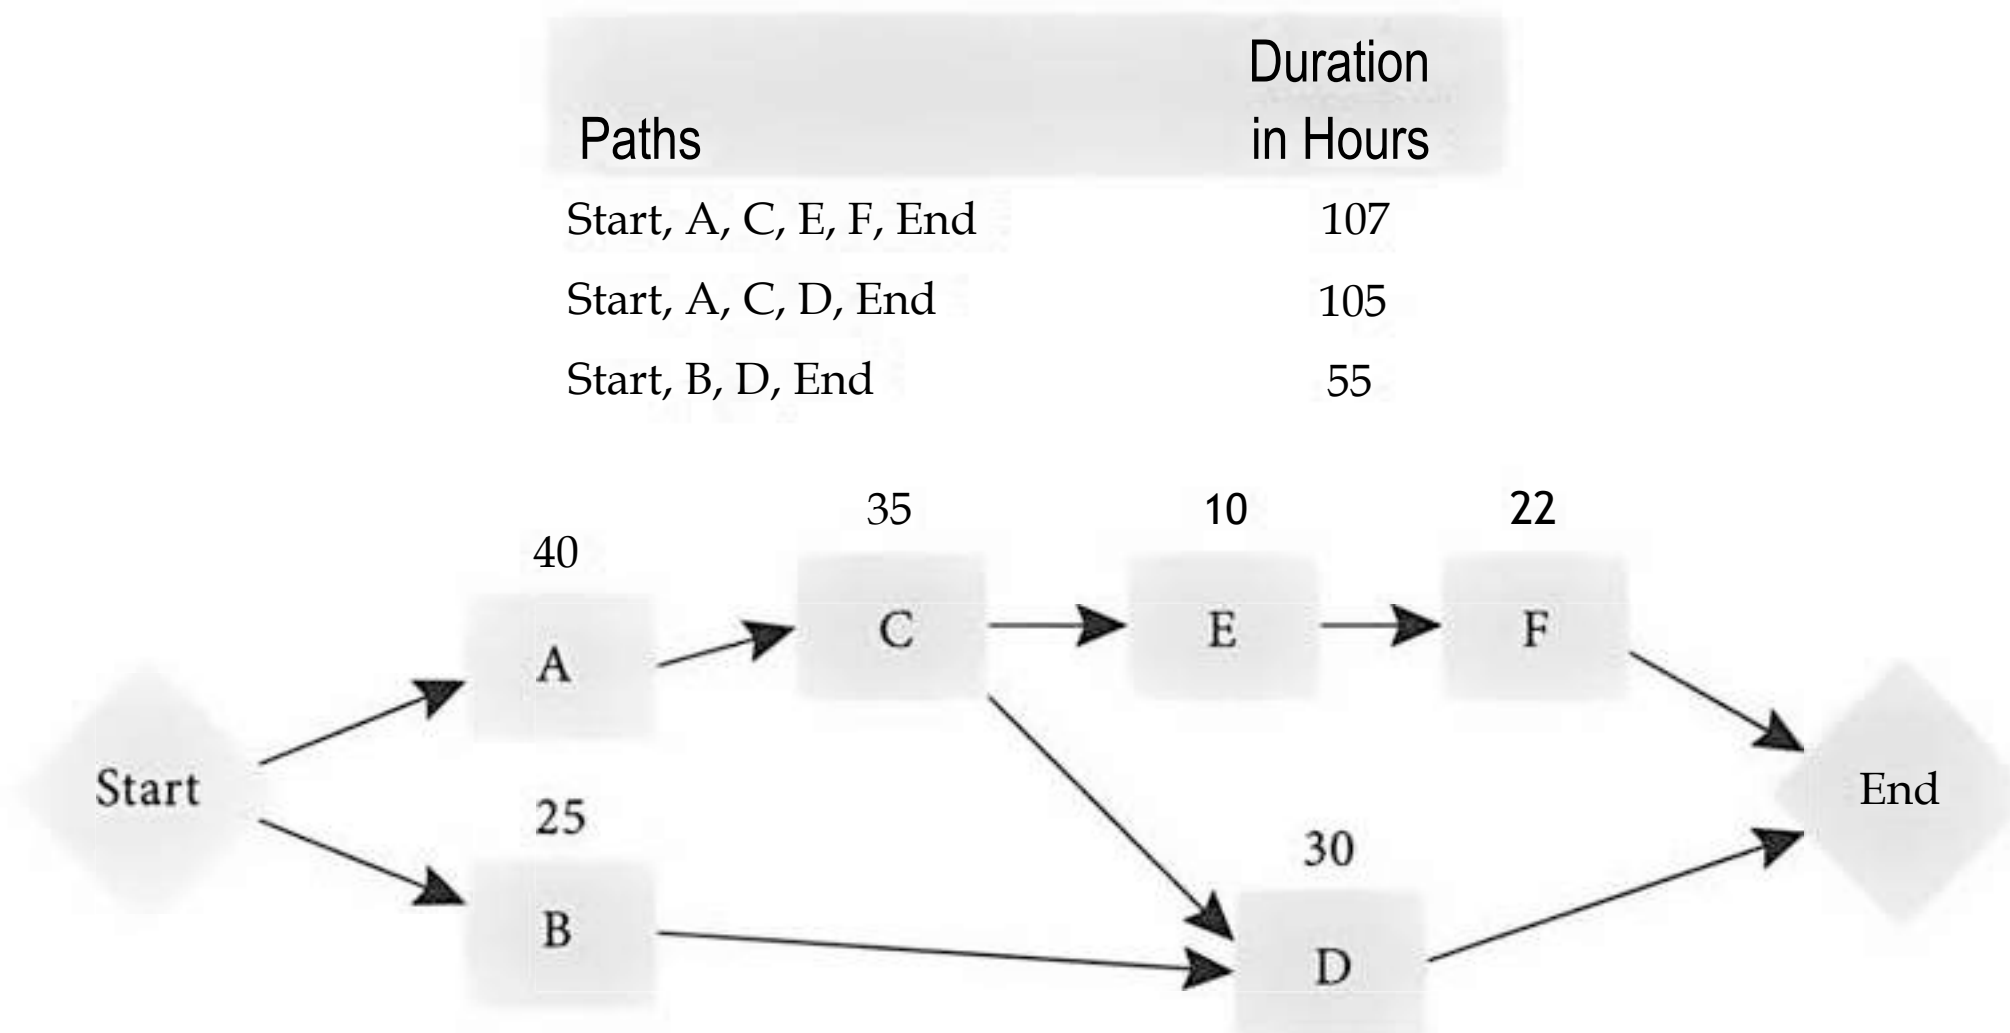 Duration
Paths in Hours
Start, A, C, E, F, End 107
Start, A, C, D, End 105
Start, B, D, End 55
35 10 22
40
C E F
A
Start End
25
30
B
D